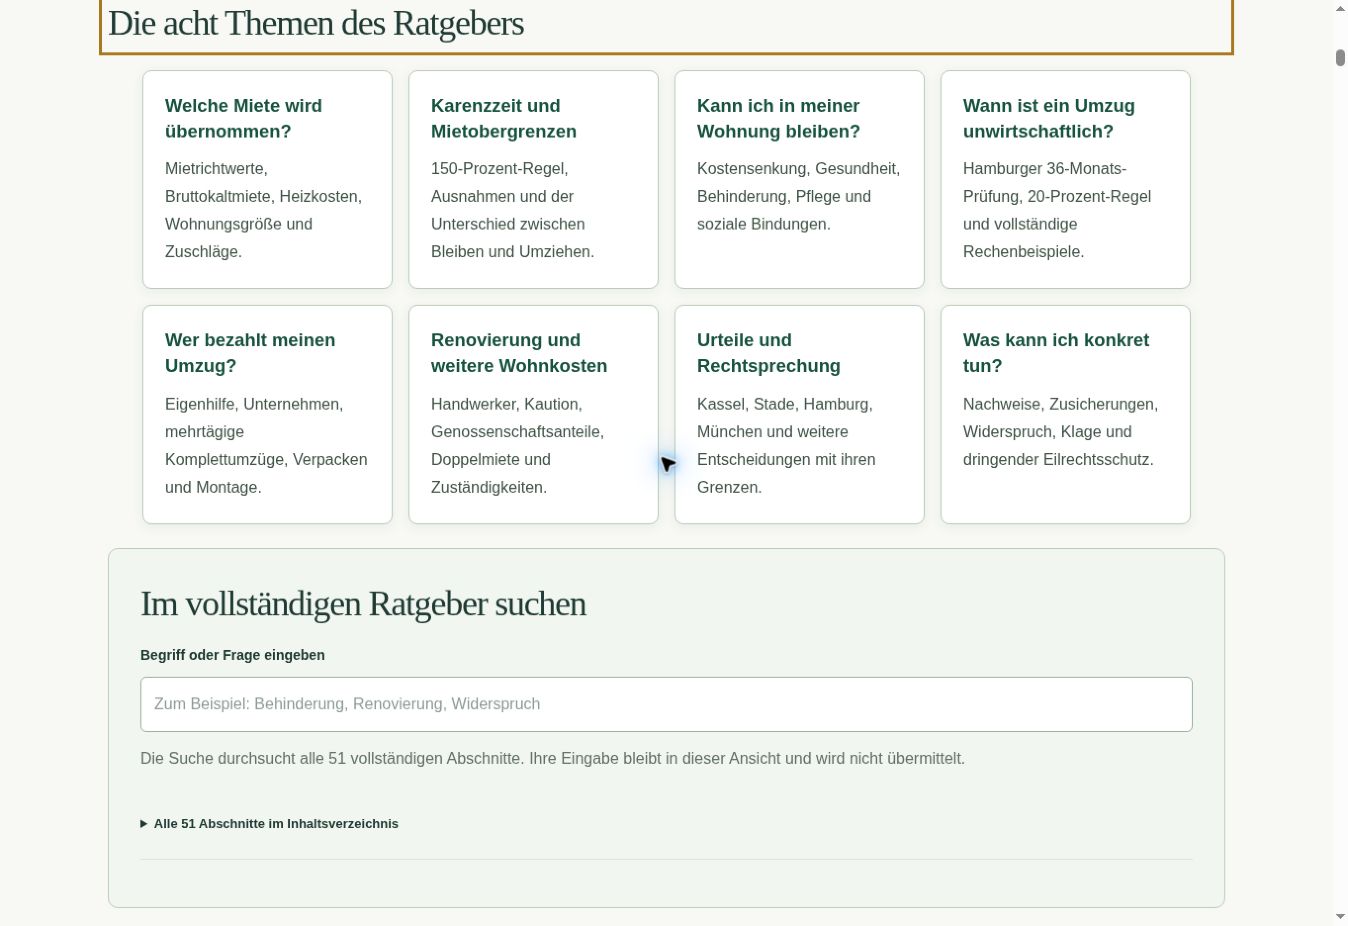 Die acht Themen des Ratgebers
Welche Miete wird
übernommen?
Mietrichtwerte,
Bruttokaltmiete, Heizkosten,
Wohnungsgröße und
Zuschläge.
Karenzzeit und
Mietobergrenzen
150-Prozent-Regel,
Ausnahmen und der
Unterschied zwischen
Bleiben und Umziehen.
Kann ich in meiner
Wohnung bleiben?
Kostensenkung, Gesundheit,
Behinderung, Pflege und
soziale Bindungen.
Wann ist ein Umzug
unwirtschaftlich?
Hamburger 36-Monats-
Prüfung, 20-Prozent-Regel
und vollständige
Rechenbeispiele.
Wer bezahlt meinen
Umzug?
Eigenhilfe, Unternehmen,
mehrtägige
Komplettumzüge, Verpacken
und Montage.
Renovierung und
weitere Wohnkosten
Handwerker, Kaution,
Genossenschaftsanteile,
Doppelmiete und
Zuständigkeiten.
Urteile und
Rechtsprechung
Kassel, Stade, Hamburg,
München und weitere
Entscheidungen mit ihren
Grenzen.
Was kann ich konkret
tun?
Nachweise, Zusicherungen,
Widerspruch, Klage und
dringender Eilrechtsschutz.
Im vollständigen Ratgeber suchen
Begriff oder Frage eingeben
Zum Beispiel: Behinderung, Renovierung, Widerspruch
Die Suche durchsucht alle 51 vollständigen Abschnitte. Ihre Eingabe bleibt in dieser Ansicht und wird nicht übermittelt.
Alle 51 Abschnitte im Inhaltsverzeichnis